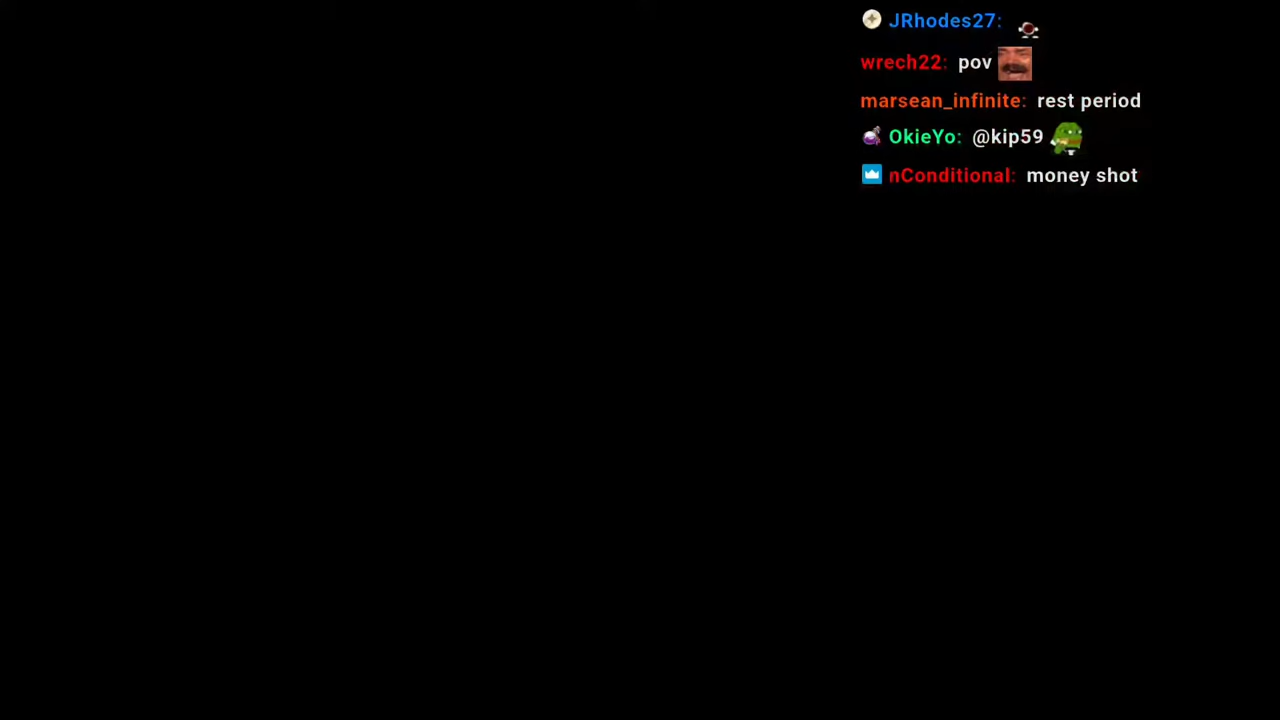 JRhodes27:
wrech22: pov
marsean_infinite: rest period
OkieYo: @kip59
nConditional: money shot